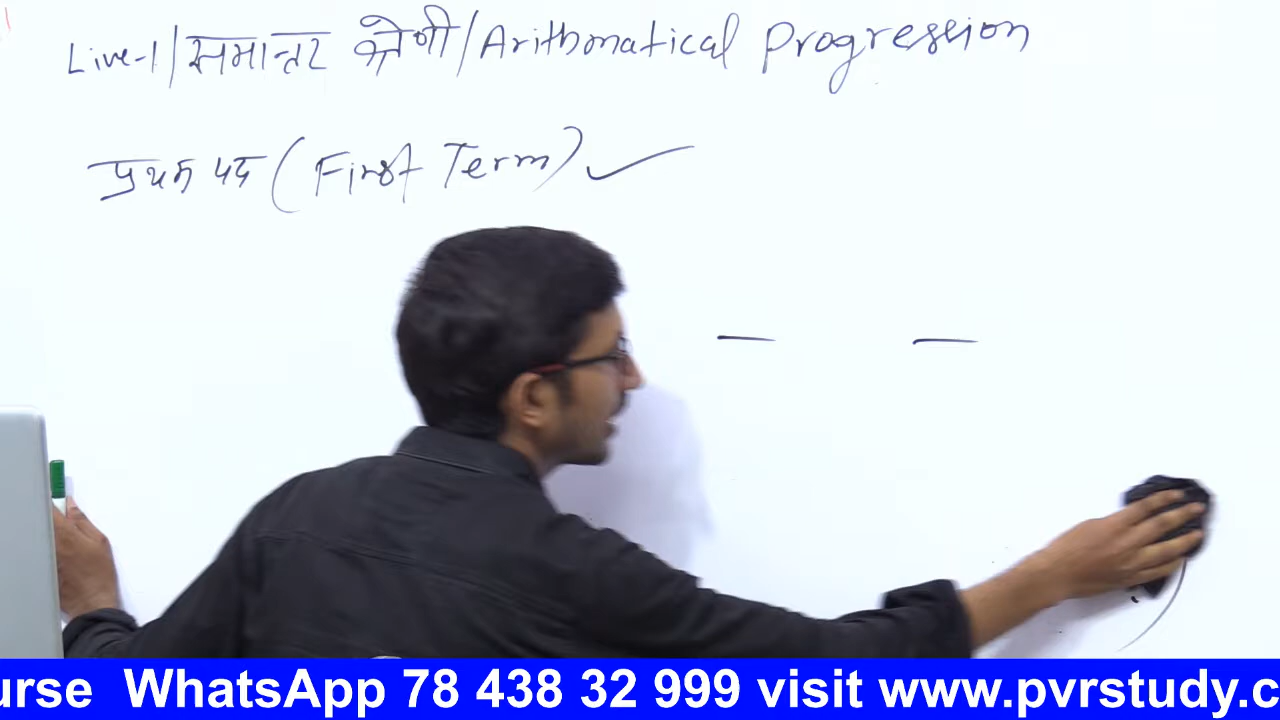 Live-1/समान्तर श्रेणी/Arithmatical Progression
प्रथम पद (First Term) ✓
urse WhatsApp 78 438 32 999 visit www.pvrstudy.c